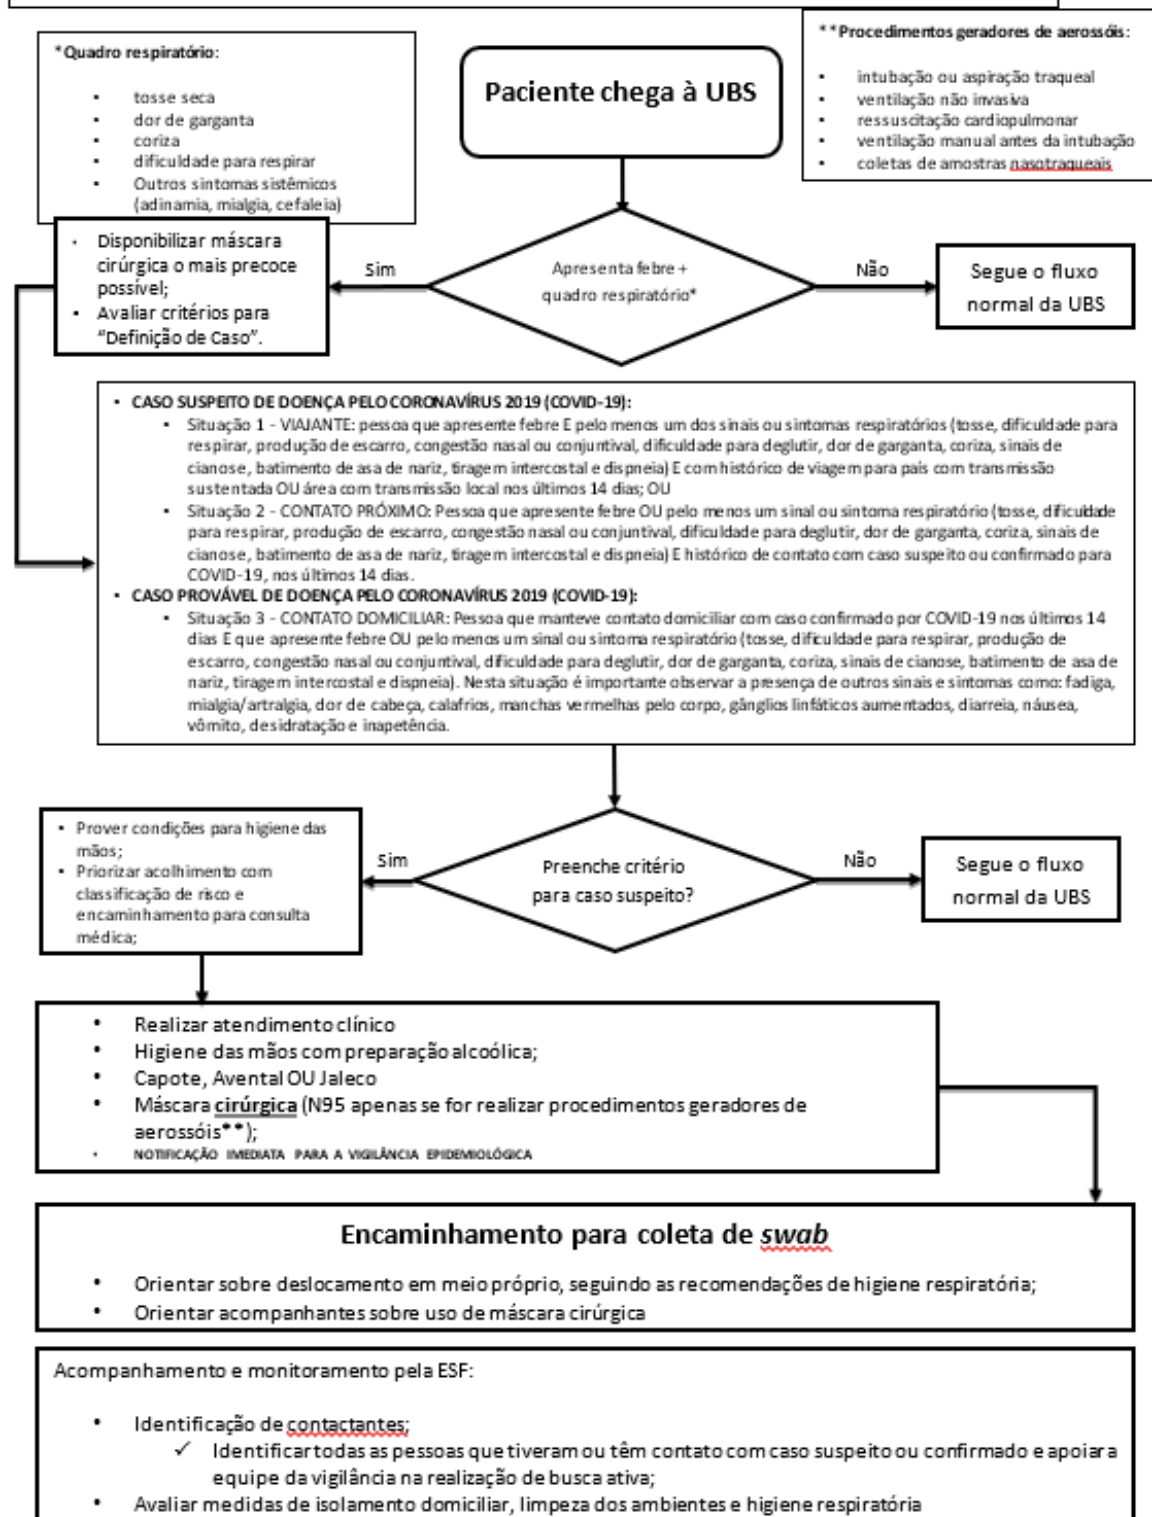 *Quadro respiratório:
▪ tosse seca
▪ dor de garganta
▪ coriza
▪ dificuldade para respirar
▪ Outros sintomas sistêmicos
(adinamia, mialgia, cefaleia)
Paciente chega à UBS
**Procedimentos geradores de aerossóis:
▪ intubação ou aspiração traqueal
▪ ventilação não invasiva
▪ ressuscitação cardiopulmonar
▪ ventilação manual antes da intubação
▪ coletas de amostras nasotraqueais
• Disponibilizar máscara
cirúrgica o mais precoce
possível;
• Avaliar critérios para
“Definição de Caso”.
Sim
Apresenta febre +
quadro respiratório*
Não
Segue o fluxo
normal da UBS
• CASO SUSPEITO DE DOENÇA PELO CORONAVÍRUS 2019 (COVID-19):
▪ Situação 1 - VIAJANTE: pessoa que apresente febre E pelo menos um dos sinais ou sintomas respiratórios (tosse, dificuldade para
respirar, produção de escarro, congestão nasal ou conjuntival, dificuldade para deglutir, dor de garganta, coriza, sinais de
cianose, batimento de asa de nariz, tiragem intercostal e dispneia) E com histórico de viagem para país com transmissão
sustentada OU área com transmissão local nos últimos 14 dias; OU
▪ Situação 2 - CONTATO PRÓXIMO: Pessoa que apresente febre OU pelo menos um sinal ou sintoma respiratório (tosse, dificuldade
para respirar, produção de escarro, congestão nasal ou conjuntival, dificuldade para deglutir, dor de garganta, coriza, sinais de
cianose, batimento de asa de nariz, tiragem intercostal e dispneia) E histórico de contato com caso suspeito ou confirmado para
COVID-19, nos últimos 14 dias.
• CASO PROVÁVEL DE DOENÇA PELO CORONAVÍRUS 2019 (COVID-19):
▪ Situação 3 - CONTATO DOMICILIAR: Pessoa que manteve contato domiciliar com caso confirmado por COVID-19 nos últimos 14
dias E que apresente febre OU pelo menos um sinal ou sintoma respiratório (tosse, dificuldade para respirar, produção de
escarro, congestão nasal ou conjuntival, dificuldade para deglutir, dor de garganta, coriza, sinais de cianose, batimento de asa de
nariz, tiragem intercostal e dispneia). Nesta situação é importante observar a presença de outros sinais e sintomas como: fadiga,
mialgia/artralgia, dor de cabeça, calafrios, manchas vermelhas pelo corpo, gânglios linfáticos aumentados, diarreia, náusea,
vômito, desidratação e inapetência.
• Prover condições para higiene das
mãos;
• Priorizar acolhimento com
classificação de risco e
encaminhamento para consulta
médica;
Sim
Preenche critério
para caso suspeito?
Não
Segue o fluxo
normal da UBS
• Realizar atendimento clínico
• Higiene das mãos com preparação alcoólica;
• Capote, Avental OU Jaleco
• Máscara cirúrgica (N95 apenas se for realizar procedimentos geradores de
aerossóis**);
• NOTIFICAÇÃO IMEDIATA PARA A VIGILÂNCIA EPIDEMIOLÓGICA
Encaminhamento para coleta de swab
• Orientar sobre deslocamento em meio próprio, seguindo as recomendações de higiene respiratória;
• Orientar acompanhantes sobre uso de máscara cirúrgica
Acompanhamento e monitoramento pela ESF:
• Identificação de contactantes;
✓ Identificar todas as pessoas que tiveram ou têm contato com caso suspeito ou confirmado e apoiar a
equipe da vigilância na realização de busca ativa;
• Avaliar medidas de isolamento domiciliar, limpeza dos ambientes e higiene respiratória